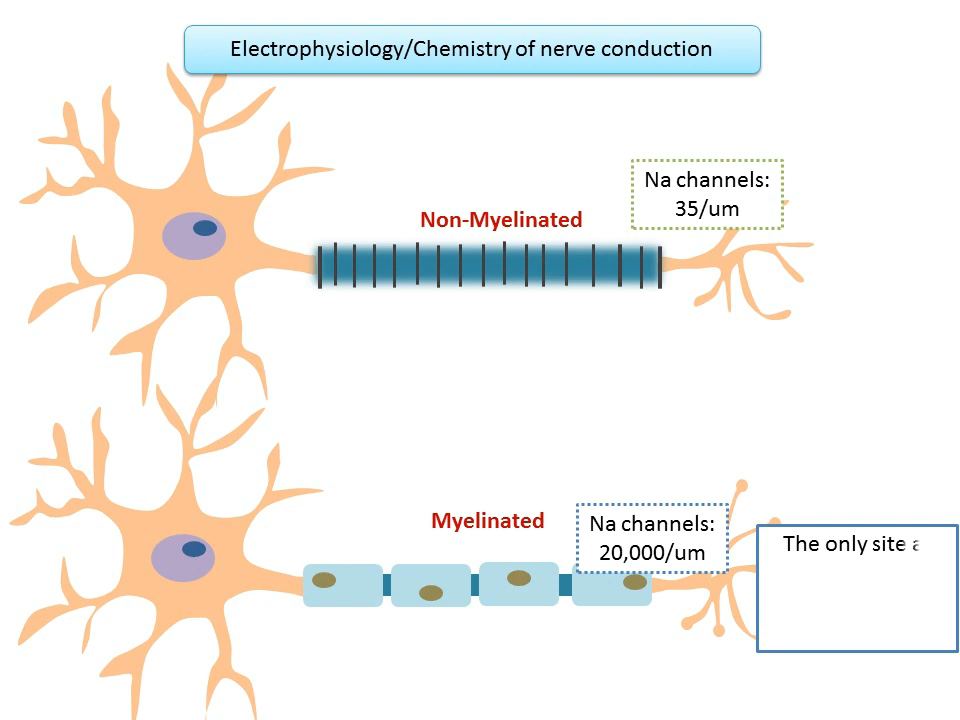 Electrophysiology/Chemistry of nerve conduction
Na channels:
35/um
Non-Myelinated
Myelinated
Na channels:
20,000/um
The only site